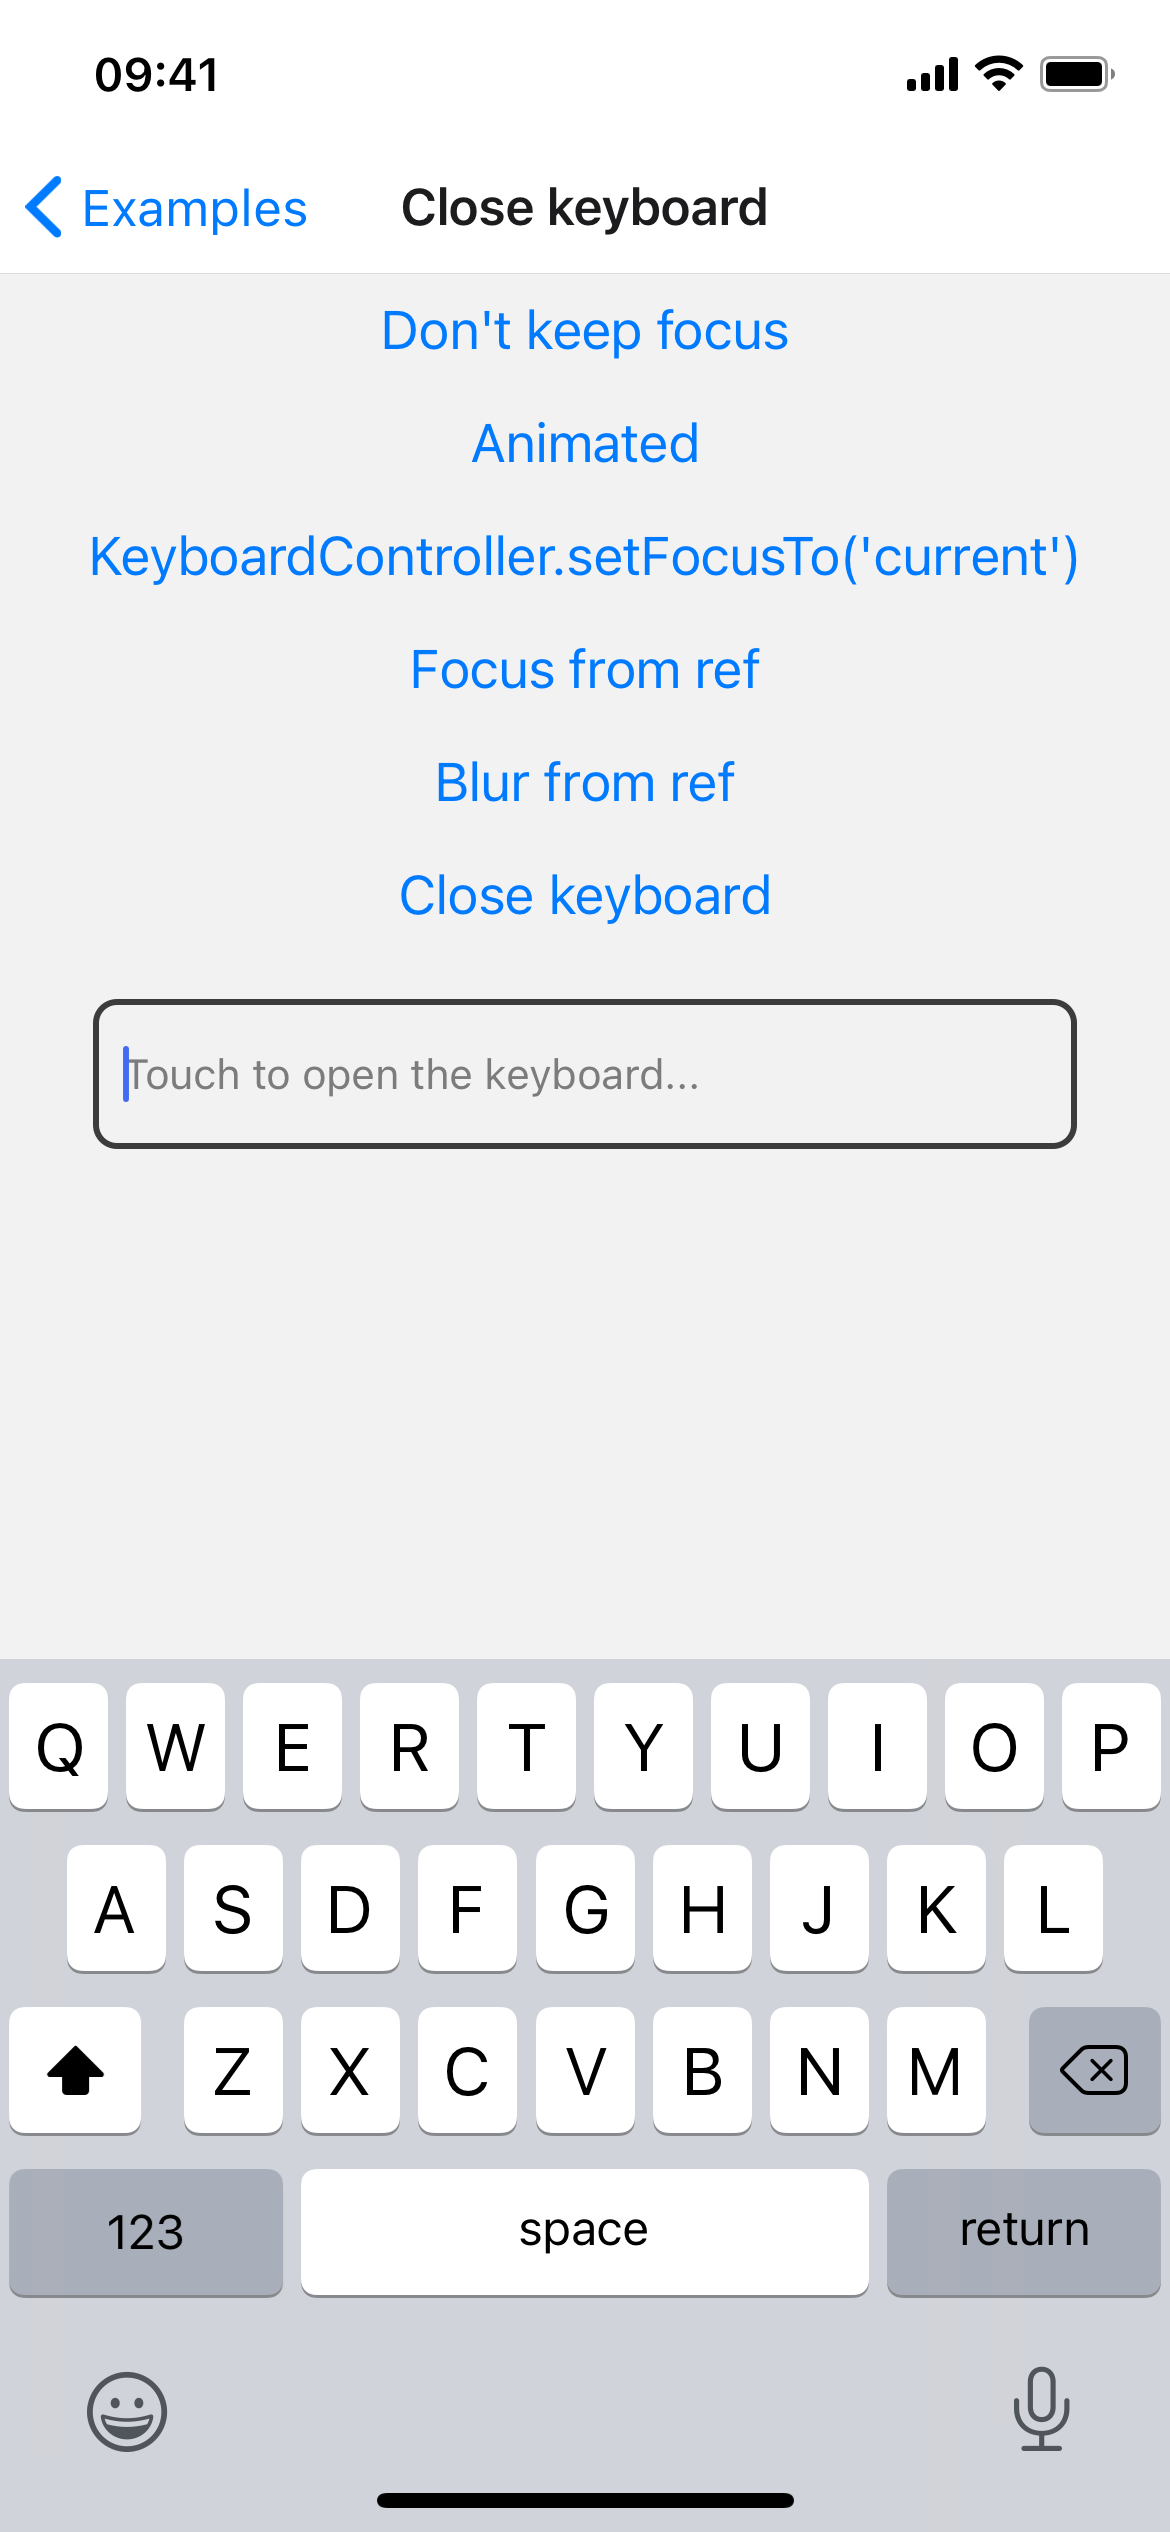 09:41
Examples
Close keyboard
Don't keep focus
Animated
KeyboardController.setFocusTo('current')
Focus from ref
Blur from ref
Close keyboard
Touch to open the keyboard...
Q W E R T Y U I O P
A S D F G H J K L
Z X C V B N M
123 space return